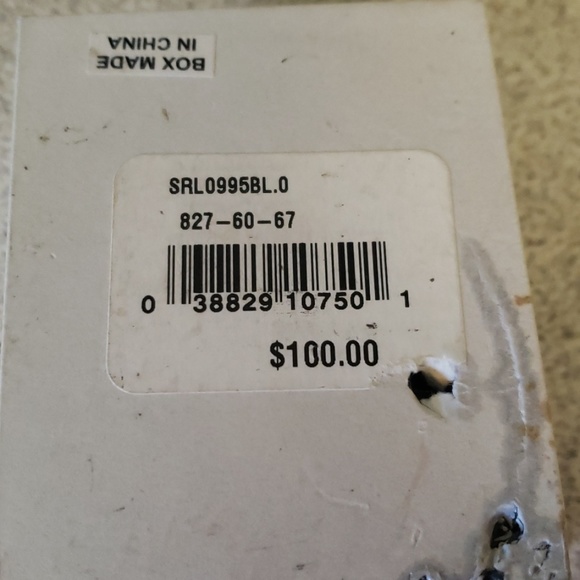 BOX MADE
IN CHINA
SRL0995BL.0
827-60-67
0 38829 10750 1
$100.00